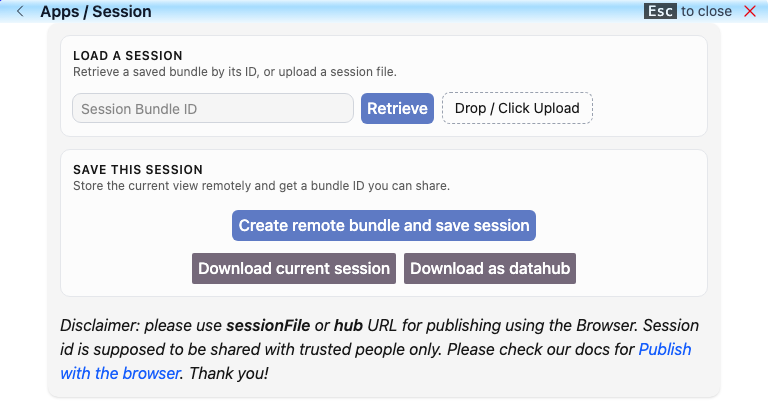 Apps / Session
Esc to close
LOAD A SESSION
Retrieve a saved bundle by its ID, or upload a session file.
Session Bundle ID
Retrieve
Drop / Click Upload
SAVE THIS SESSION
Store the current view remotely and get a bundle ID you can share.
Create remote bundle and save session
Download current session
Download as datahub
Disclaimer: please use sessionFile or hub URL for publishing using the Browser. Session
id is supposed to be shared with trusted people only. Please check our docs for Publish
with the browser. Thank you!